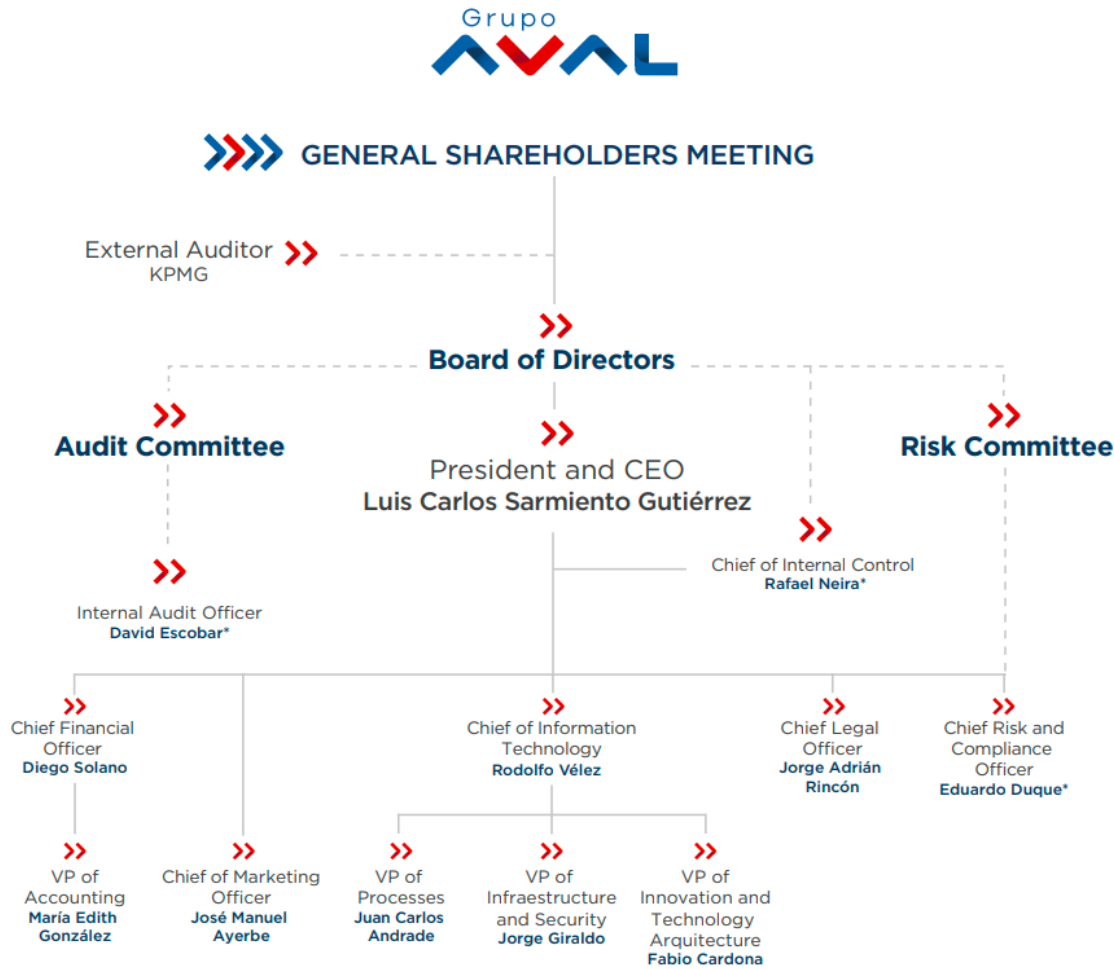 Grupo
AVAL
GENERAL SHAREHOLDERS MEETING
External Auditor
KPMG
Board of Directors
Audit Committee
Risk Committee
President and CEO
Luis Carlos Sarmiento Gutiérrez
Chief of Internal Control
Rafael Neira*
Internal Audit Officer
David Escobar*
Chief Financial
Officer
Diego Solano
Chief of Information
Technology
Rodolfo Vélez
Chief Legal
Officer
Jorge Adrián
Rincón
Chief Risk and
Compliance
Officer
Eduardo Duque*
VP of
Accounting
María Edith
González
Chief of Marketing
Officer
José Manuel
Ayerbe
VP of
Processes
Juan Carlos
Andrade
VP of
Infraestructure
and Security
Jorge Giraldo
VP of
Innovation and
Technology
Arquitecture
Fabio Cardona